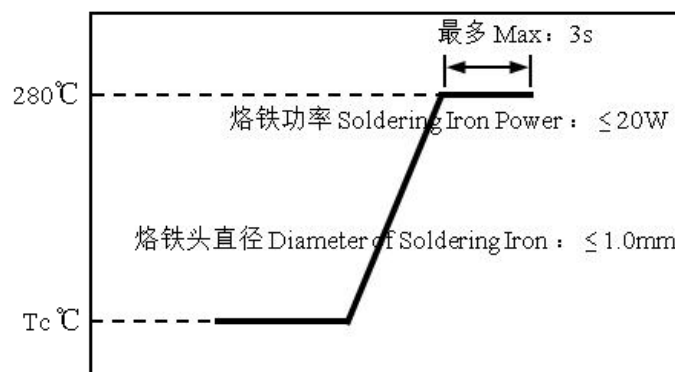 最多 Max：3s
280℃
烙铁功率 Soldering Iron Power：≤20W
烙铁头直径 Diameter of Soldering Iron：≤1.0mm
Tc ℃